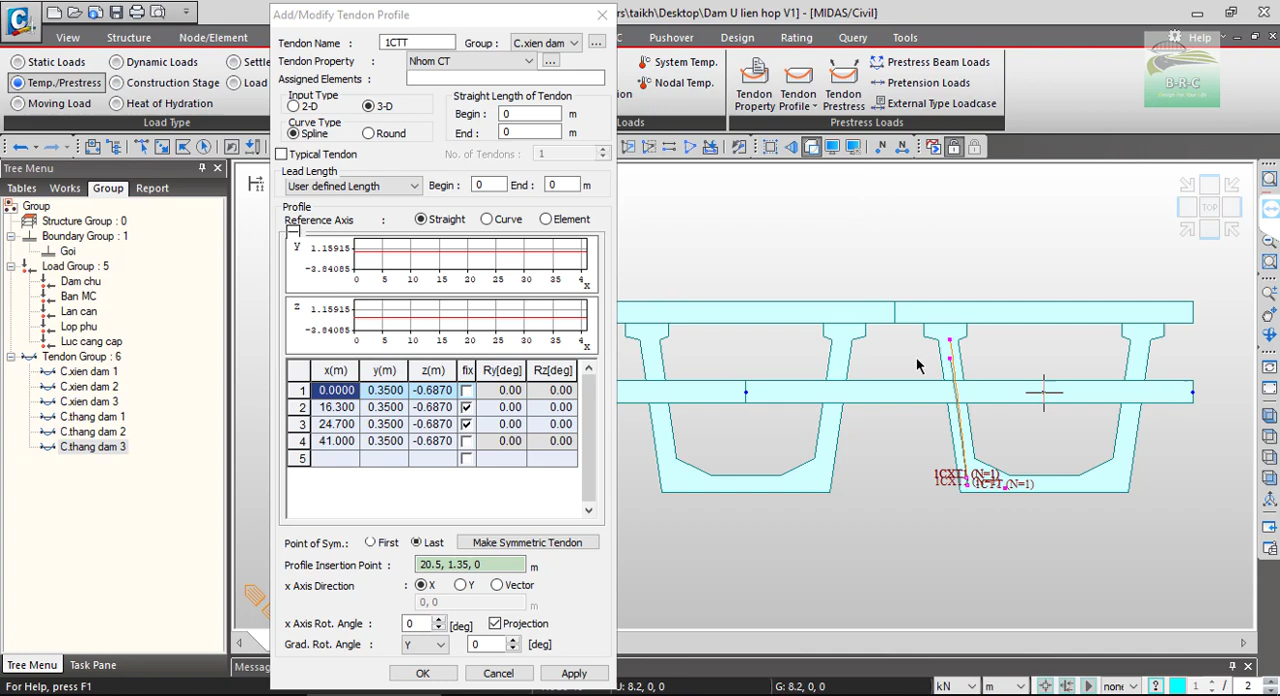 Add/Modify Tendon Profile
rs\taikh\Desktop\Dam U lien hop V1] - [MIDAS/Civil]
View Structure Node/Element
Pushover Design Rating Query Tools Help
Static Loads Dynamic Loads Settle
Temp./Prestress Construction Stage Load
Moving Load Heat of Hydration
Load Type
System Temp.
Nodal Temp.
Tendon Property Tendon Profile Tendon Prestress
Prestress Beam Loads
Pretension Loads
External Type Loadcase
Prestress Loads
B-R-C
Tree Menu
Tables Works Group Report
Group
Structure Group : 0
Boundary Group : 1
Goi
Load Group : 5
Dam chu
Ban MC
Lan can
Lop phu
Luc cang cap
Tendon Group : 6
C.xien dam 1
C.xien dam 2
C.xien dam 3
C.thang dam 1
C.thang dam 2
C.thang dam 3
Tree Menu Task Pane
For Help, press F1
Tendon Name : 1CTT Group : C.xien dam ...
Tendon Property : Nhom CT ...
Assigned Elements :
Input Type
2-D 3-D
Curve Type
Spline Round
Straight Length of Tendon
Begin : 0 m
End : 0 m
Typical Tendon No. of Tendons : 1
Lead Length
User defined Length Begin : 0 End : 0 m
Profile
Reference Axis : Straight Curve Element
y
1.15915
-3.84085
0 5 10 15 20 25 30 35 4 x
z
1.15915
-3.84085
0 5 10 15 20 25 30 35 4 x
x(m) y(m) z(m) fix Ry[deg] Rz[deg]
1 0.0000 0.3500 -0.6870 0.00 0.00
2 16.300 0.3500 -0.6870 0.00 0.00
3 24.700 0.3500 -0.6870 0.00 0.00
4 41.000 0.3500 -0.6870 0.00 0.00
5
Point of Sym.: First Last Make Symmetric Tendon
Profile Insertion Point : 20.5, 1.35, 0 m
x Axis Direction : X Y Vector
0, 0 m
x Axis Rot. Angle : 0 [deg] Projection
Grad. Rot. Angle : Y 0 [deg]
OK Cancel Apply
TOP
1CTT (N=1)
Messag
U: 8.2, 0, 0 G: 8.2, 0, 0 kN m none 1 / 2